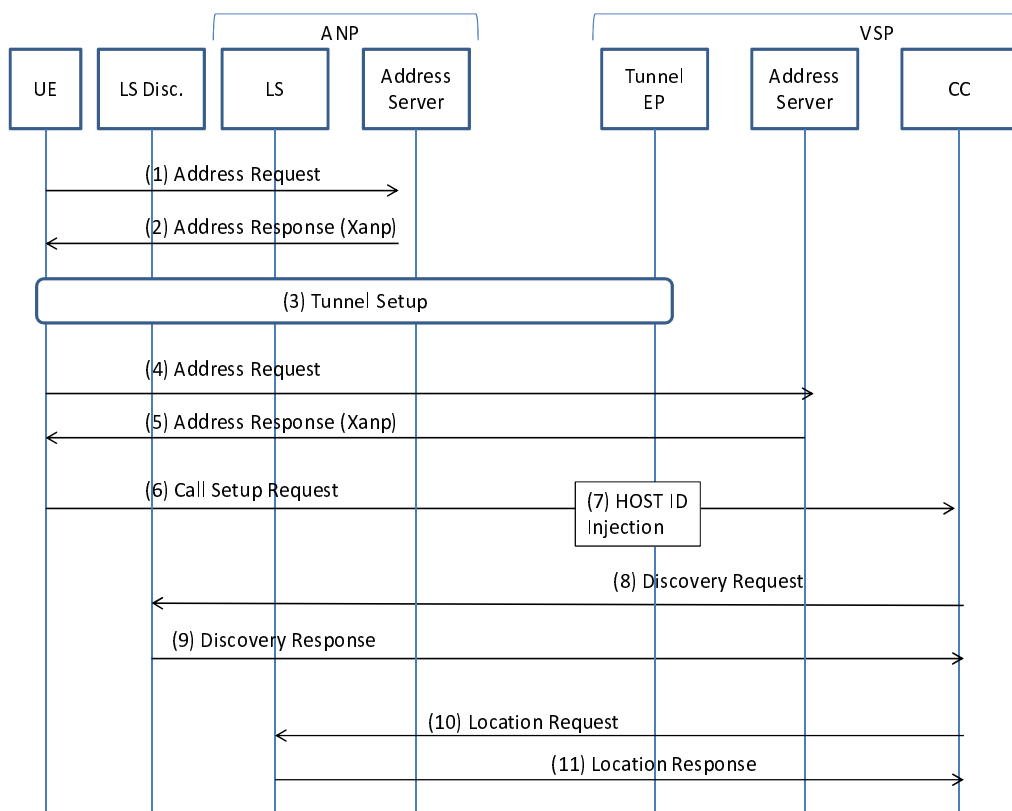 ANP
VSP
UE
LS Disc.
LS
Address
Server
Tunnel
EP
Address
Server
CC
(1) Address Request
(2) Address Response (Xanp)
(3) Tunnel Setup
(4) Address Request
(5) Address Response (Xanp)
(6) Call Setup Request
(7) HOST ID
Injection
(8) Discovery Request
(9) Discovery Response
(10) Location Request
(11) Location Response